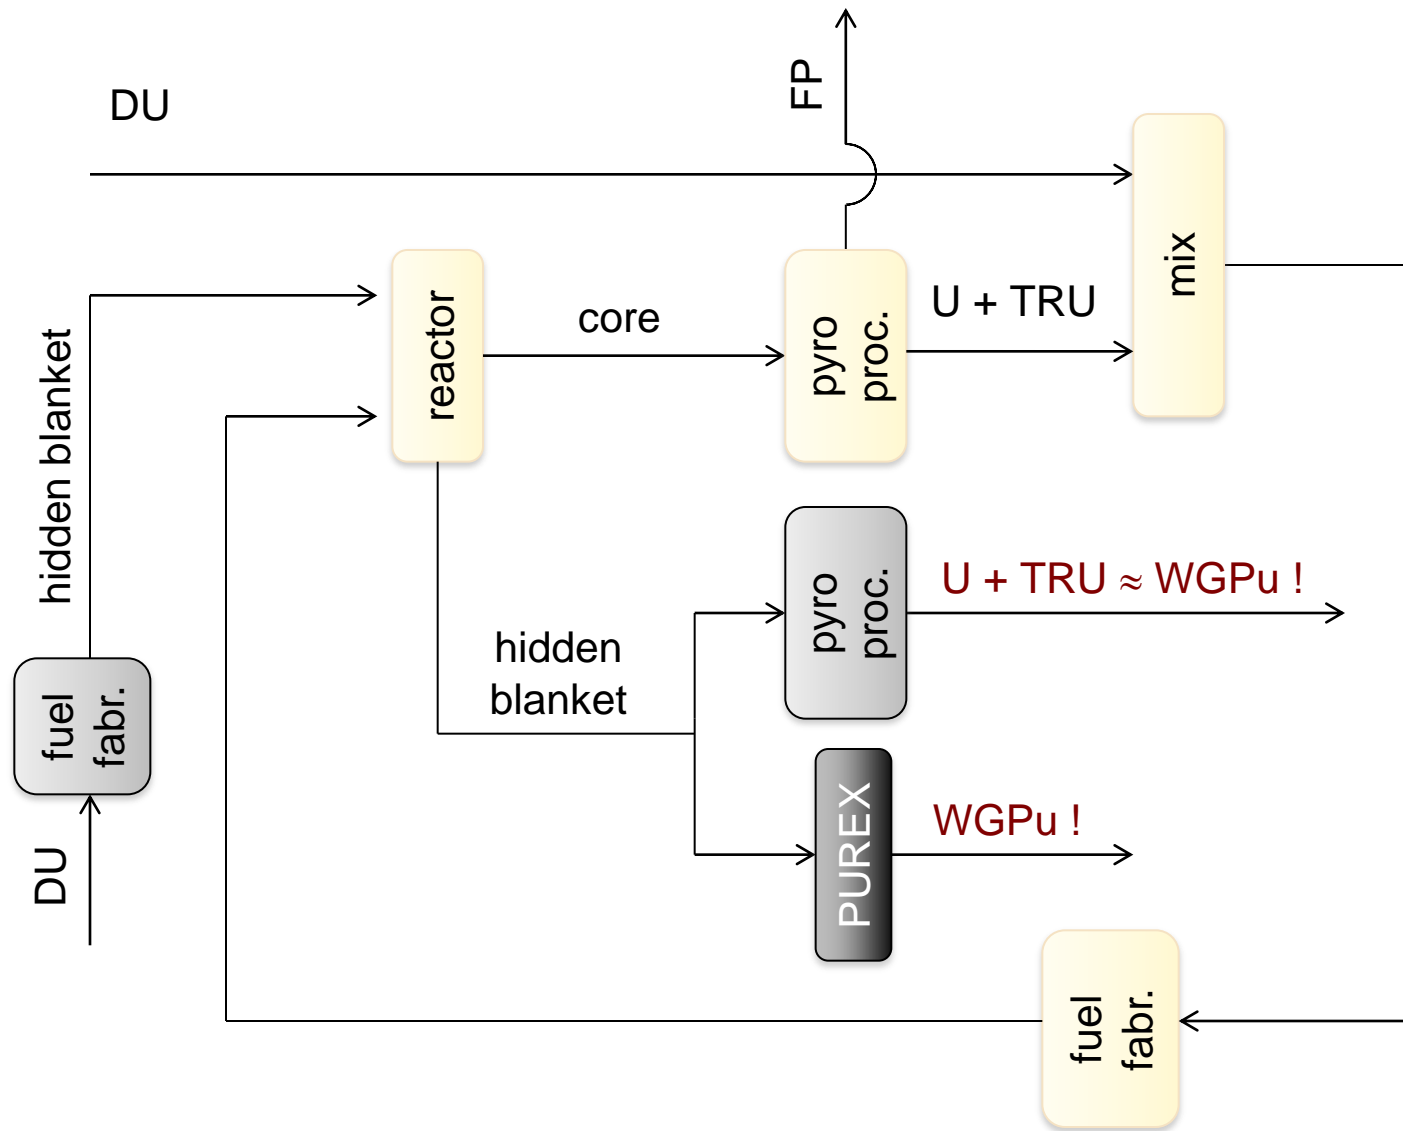 DU
FP
mix
hidden blanket
reactor
core
pyro
proc.
U + TRU
hidden
blanket
pyro
proc.
U + TRU ≈ WGPu !
fuel
fabr.
DU
PUREX
WGPu !
fuel
fabr.